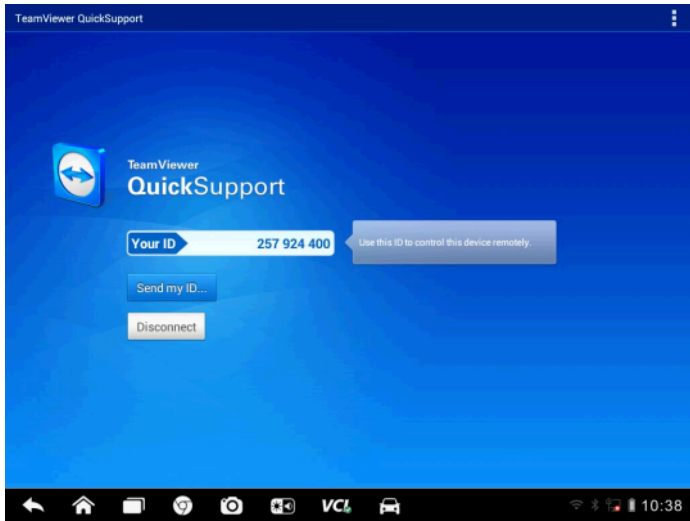 TeamViewer QuickSupport
TeamViewer
QuickSupport
Your ID 257 924 400
Use this ID to control this device remotely.
Send my ID...
Disconnect
VCI
10:38